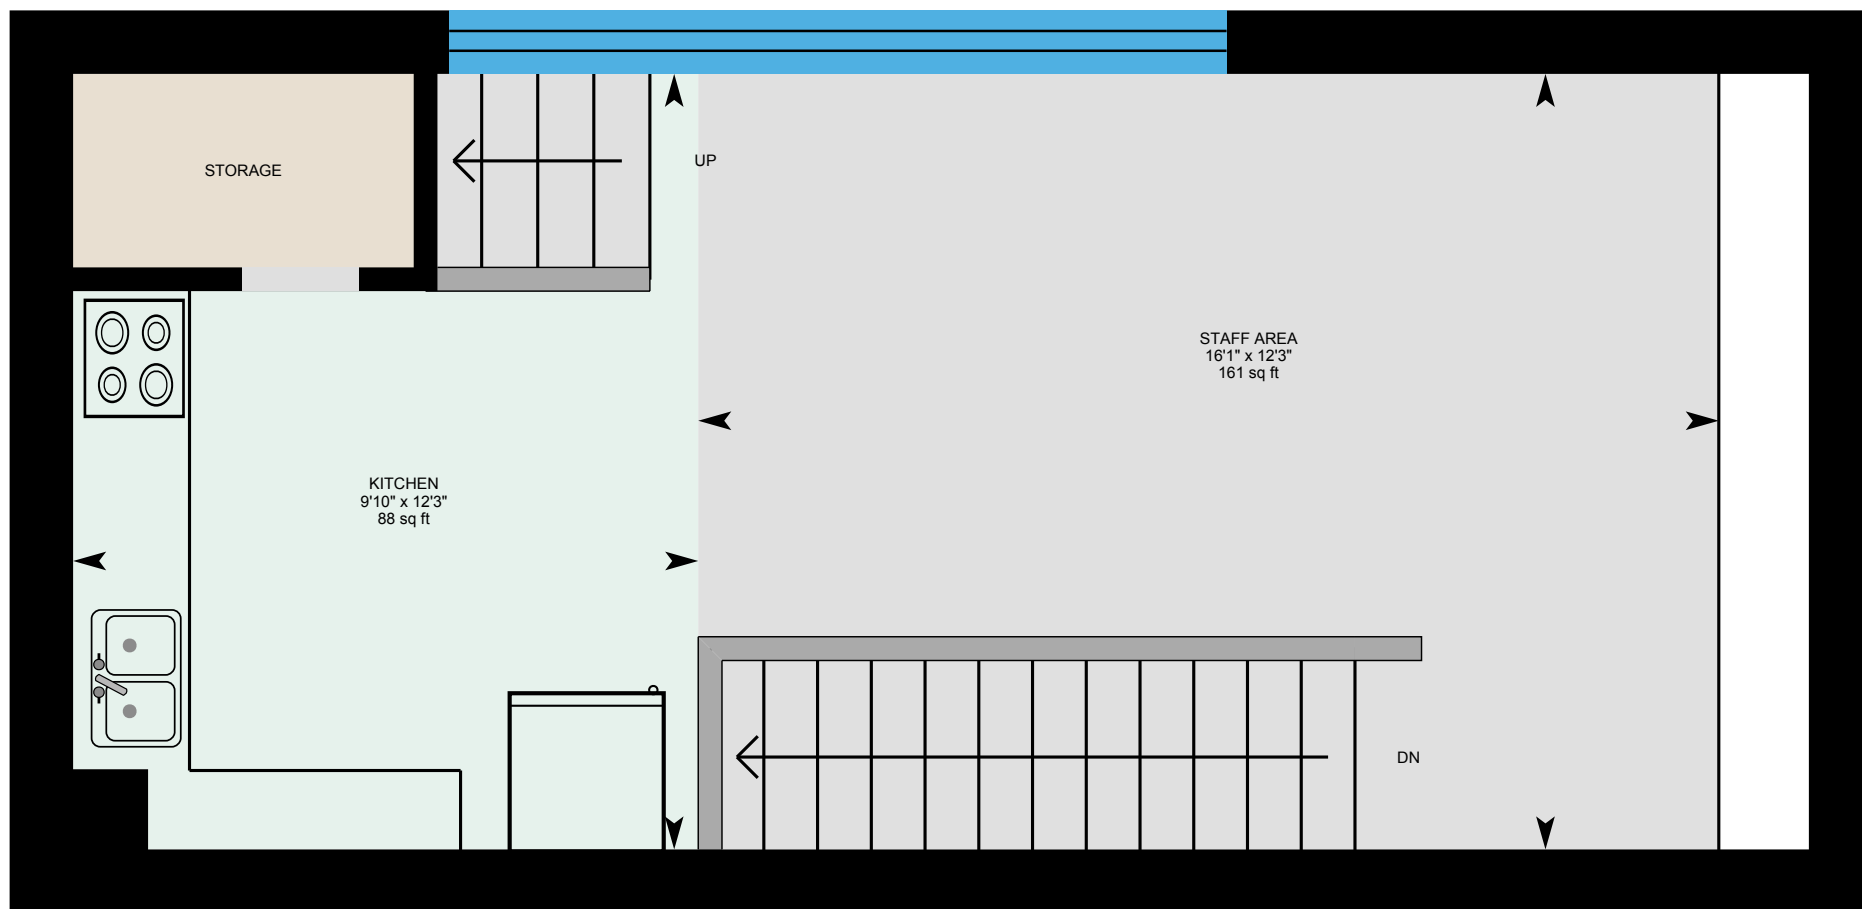 STORAGE
UP
STAFF AREA
16'1" x 12'3"
161 sq ft
KITCHEN
9'10" x 12'3"
88 sq ft
DN